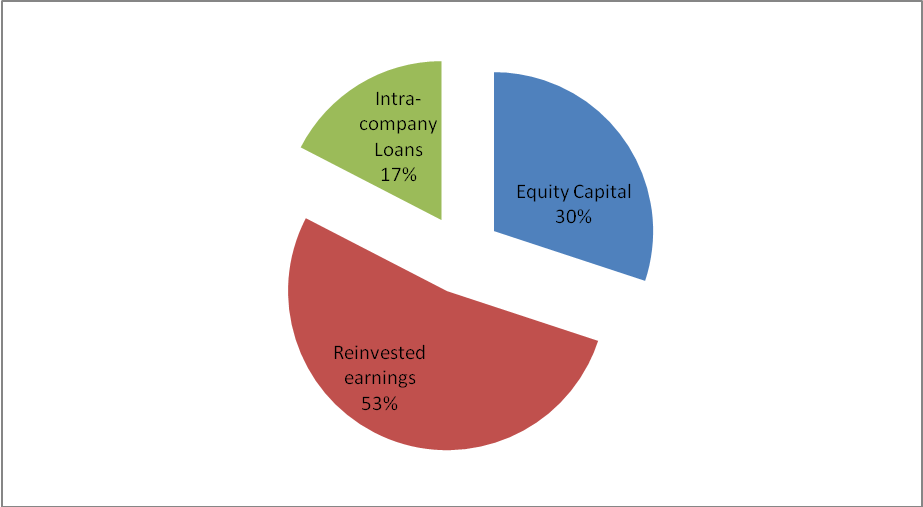 Intra-
company
Loans
17%
Equity Capital
30%
Reinvested
earnings
53%